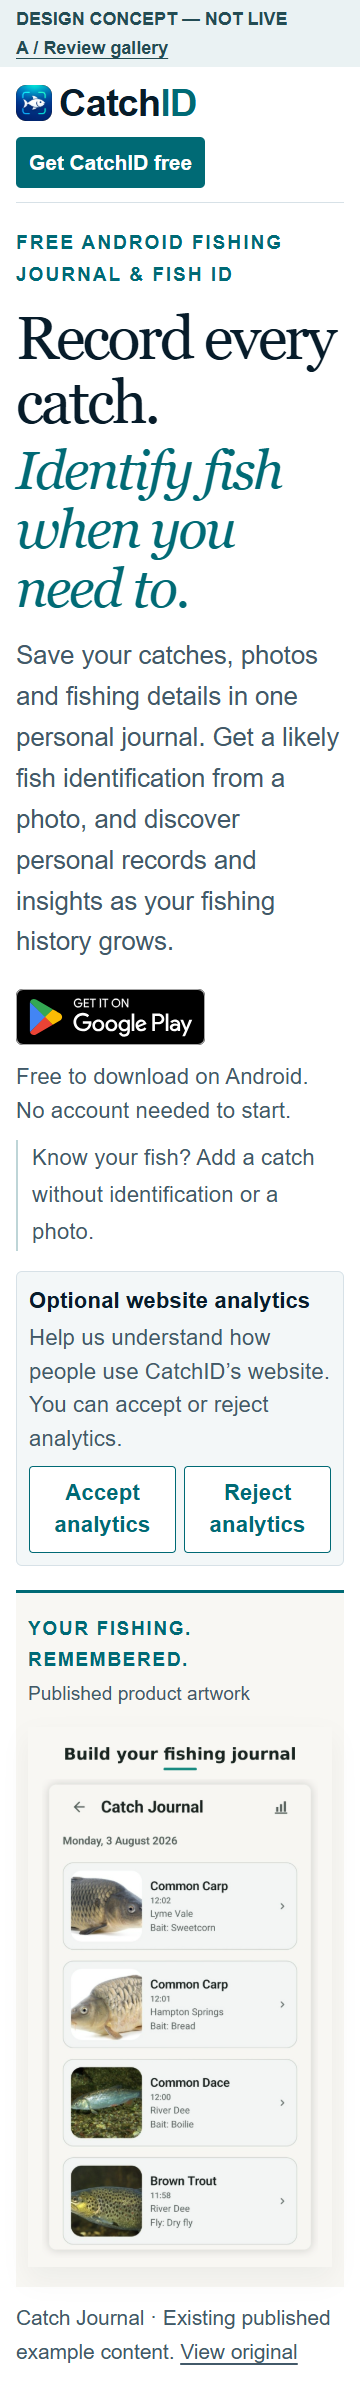 DESIGN CONCEPT — NOT LIVE
A / Review gallery
CatchID
Get CatchID free
FREE ANDROID FISHING
JOURNAL & FISH ID
Record every
catch.
Identify fish
when you
need to.
Save your catches, photos
and fishing details in one
personal journal. Get a likely
fish identification from a
photo, and discover
personal records and
insights as your fishing
history grows.
GET IT ON
Google Play
Free to download on Android.
No account needed to start.
Know your fish? Add a catch
without identification or a
photo.
Optional website analytics
Help us understand how
people use CatchID’s website.
You can accept or reject
analytics.
Accept
analytics
Reject
analytics
YOUR FISHING.
REMEMBERED.
Published product artwork
Build your fishing journal
Catch Journal
Monday, 3 August 2026
Common Carp
12:02
Lyme Vale
Bait: Sweetcorn
Common Carp
12:01
Hampton Springs
Bait: Bread
Common Dace
12:00
River Dee
Bait: Boilie
Brown Trout
11:58
River Dee
Fly: Dry fly
Catch Journal · Existing published
example content. View original